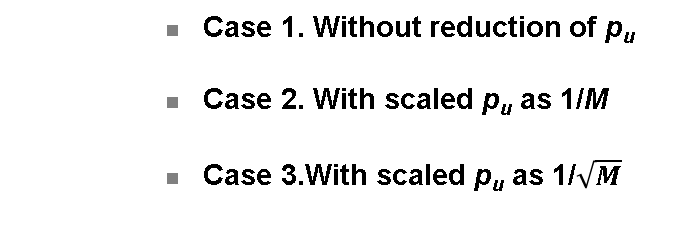 ▪ Case 1. Without reduction of pᵤ
▪ Case 2. With scaled pᵤ as 1/M
▪ Case 3.With scaled pᵤ as 1/√M